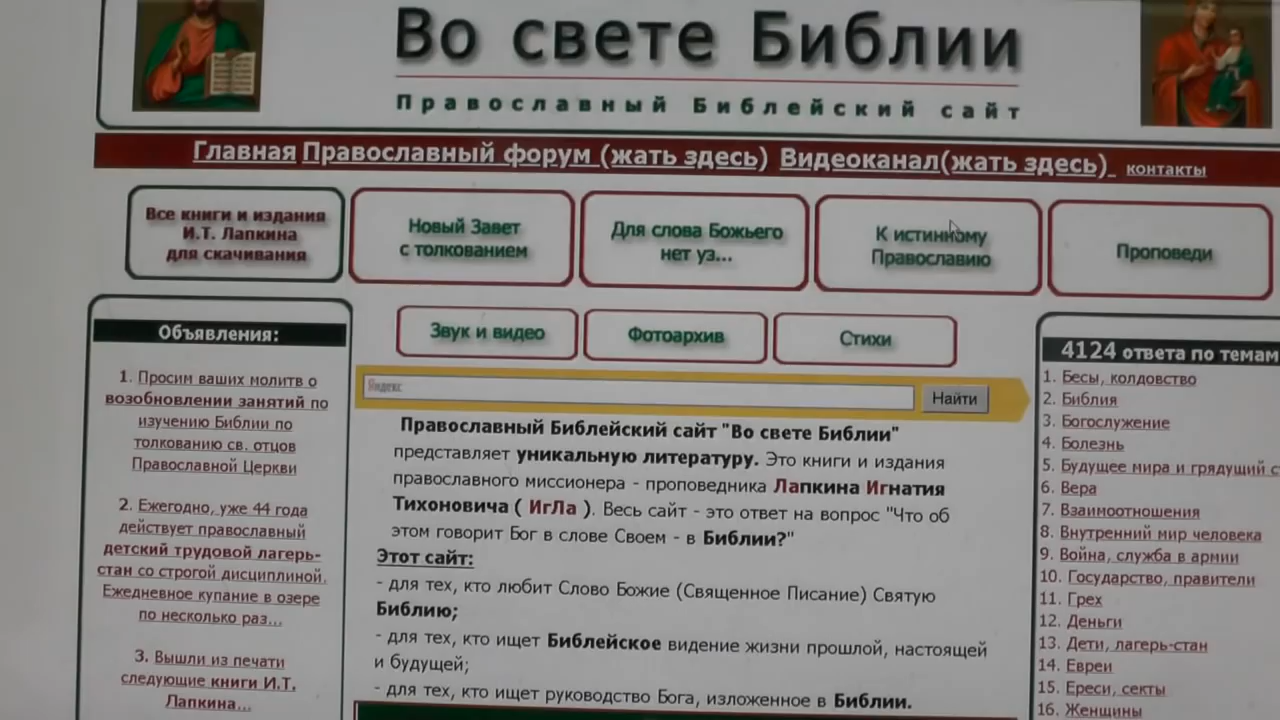 Во свете Библии
Православный Библейский сайт
Главная Православный форум (жать здесь) Видеоканал(жать здесь) контакты
Все книги и издания
И.Т. Лапкина
для скачивания
Новый Завет
с толкованием
Для слова Божьего
нет уз...
К истинному
Православию
Проповеди
Звук и видео
Фотоархив
Стихи
Объявления:
1. Просим ваших молитв о
возобновлении занятий по
изучению Библии по
толкованию св. отцов
Православной Церкви
2. Ежегодно, уже 44 года
действует православный
детский трудовой лагерь-
стан со строгой дисциплиной.
Ежедневное купание в озере
по несколько раз...
3. Вышли из печати
следующие книги И.Т.
Лапкина...
Яндекс
Найти
Православный Библейский сайт "Во свете Библии"
представляет уникальную литературу. Это книги и издания
православного миссионера - проповедника Лапкина Игнатия
Тихоновича ( ИгЛа ). Весь сайт - это ответ на вопрос "Что об
этом говорит Бог в слове Своем - в Библии?"
Этот сайт:
- для тех, кто любит Слово Божие (Священное Писание) Святую
Библию;
- для тех, кто ищет Библейское видение жизни прошлой, настоящей
и будущей;
- для тех, кто ищет руководство Бога, изложенное в Библии.
4124 ответа по темам
1. Бесы, колдовство
2. Библия
3. Богослужение
4. Болезнь
5. Будущее мира и грядущий
6. Вера
7. Взаимоотношения
8. Внутренний мир человека
9. Война, служба в армии
10. Государство, правители
11. Грех
12. Деньги
13. Дети, лагерь-стан
14. Евреи
15. Ереси, секты
16. Женщины